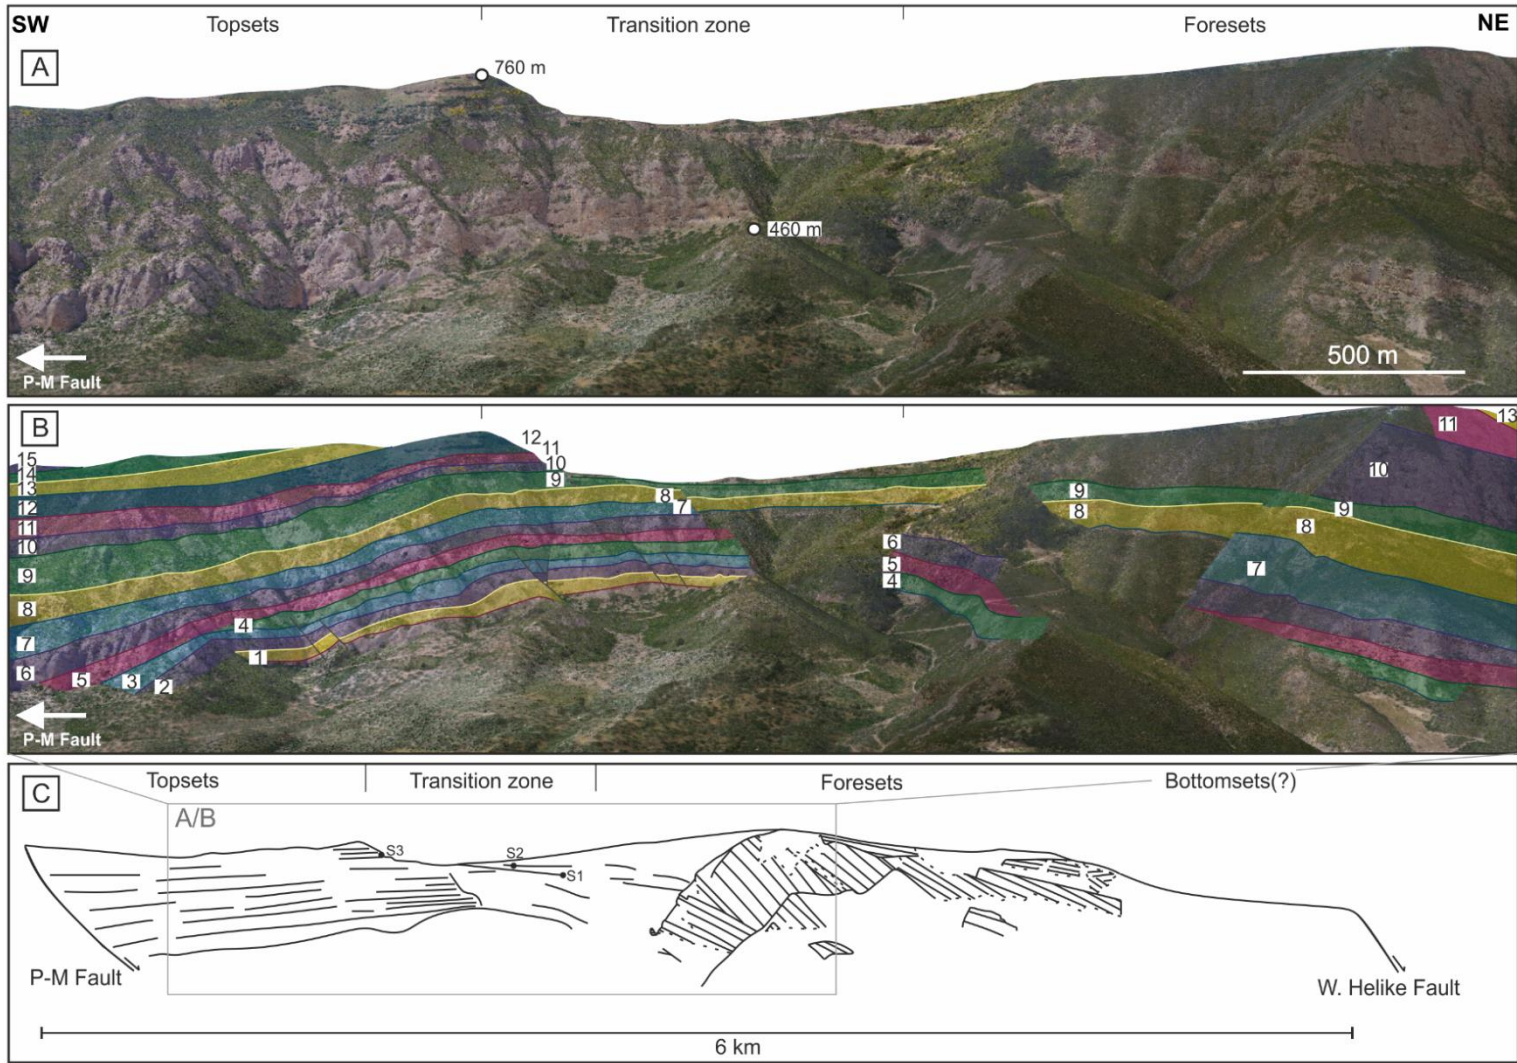 SW
Topsets
Transition zone
Foresets
NE
A
760 m
460 m
500 m
P-M Fault
B
15
14
13
12
11
10
9
8
7
6
5
3
2
4
1
12
11
10
9
8
7
6
5
4
9
8
7
8
9
10
11
13
P-M Fault
Topsets
Transition zone
Foresets
Bottomsets(?)
C
A/B
S3
S2
S1
P-M Fault
W. Helike Fault
6 km